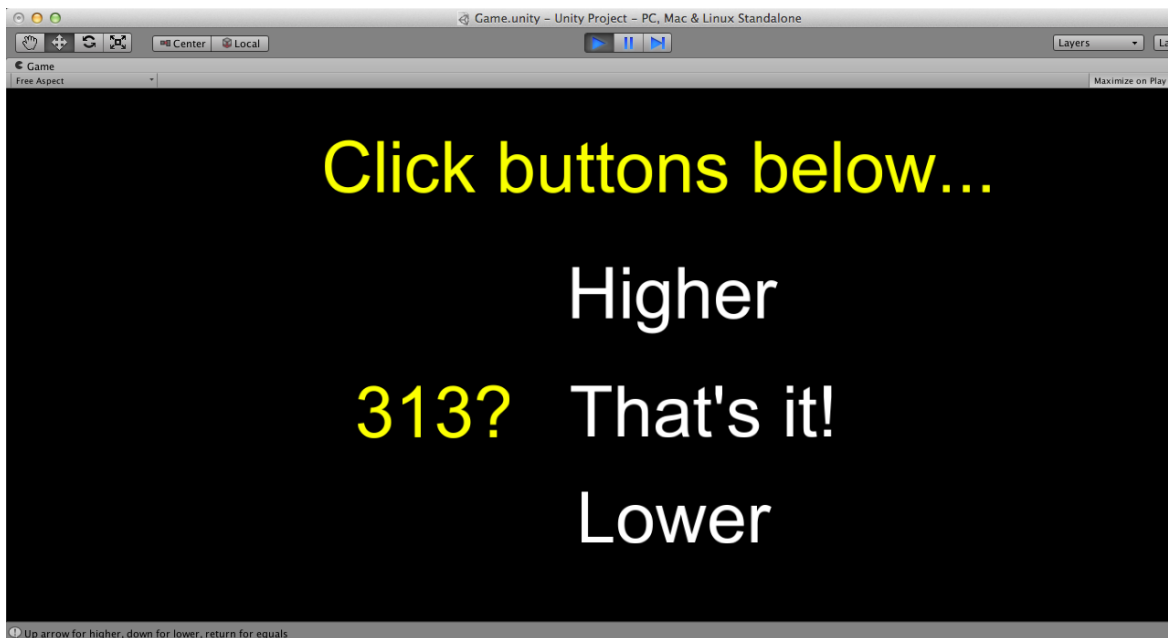 Game.unity – Unity Project – PC, Mac & Linux Standalone
Center Local Layers
Game
Free Aspect Maximize on Play
Click buttons below...
Higher
313? That's it!
Lower
Up arrow for higher, down for lower, return for equals